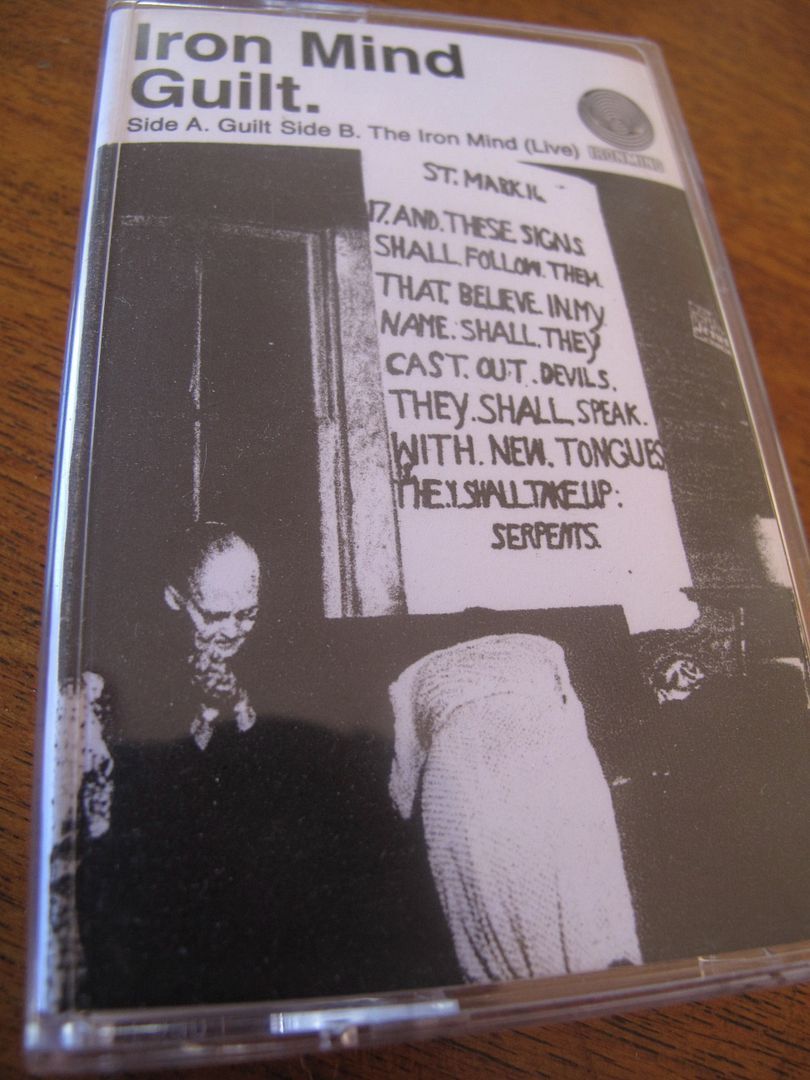 Iron Mind
Guilt.
Side A. Guilt Side B. The Iron Mind (Live)
IRONMIND
ST. MARK.16
17. AND. THESE. SIGNS
SHALL. FOLLOW. THEM.
THAT. BELIEVE. IN. MY
NAME. SHALL. THEY
CAST. OUT. DEVILS.
THEY. SHALL. SPEAK.
WITH. NEW. TONGUES
THEY. SHALL. TAKE. UP:
SERPENTS.